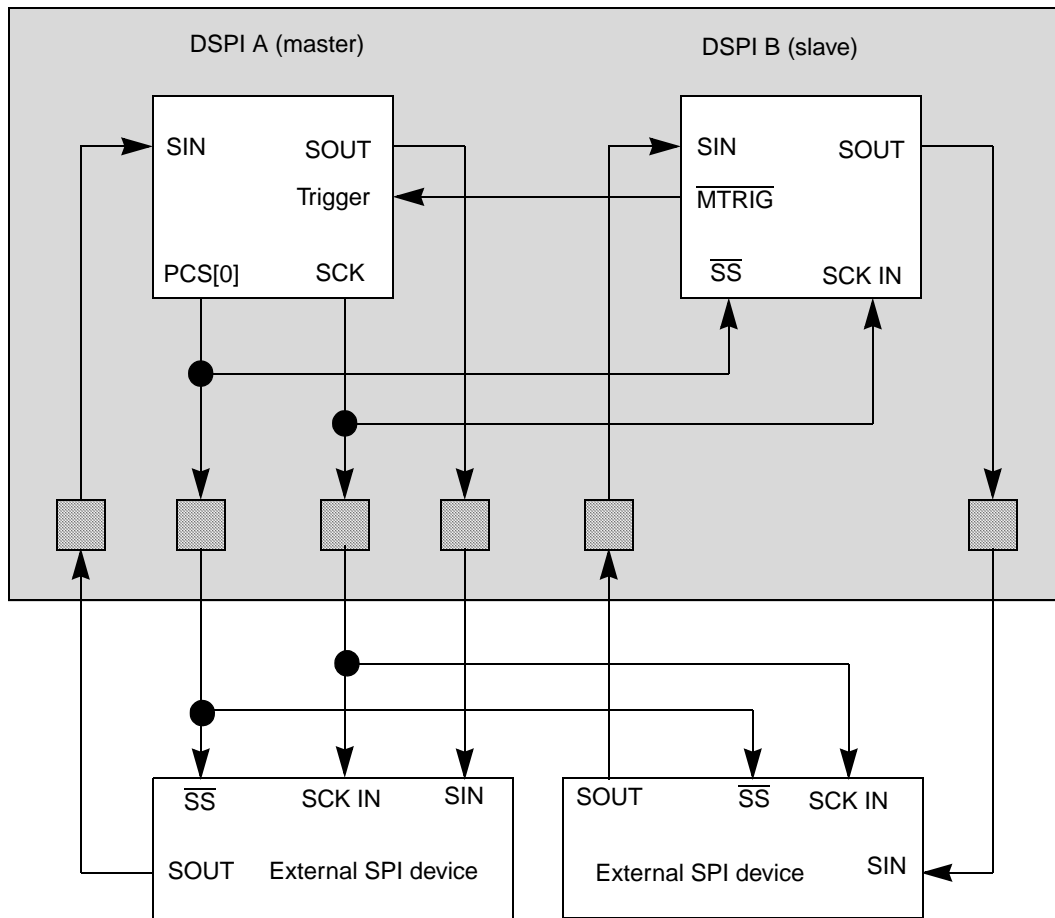 DSPI A (master)
DSPI B (slave)
SIN
SOUT
Trigger
PCS[0]
SCK
SIN
SOUT
MTRIG
SS
SCK IN
SS
SCK IN
SIN
SOUT
External SPI device
SOUT
SS
SCK IN
SIN
External SPI device